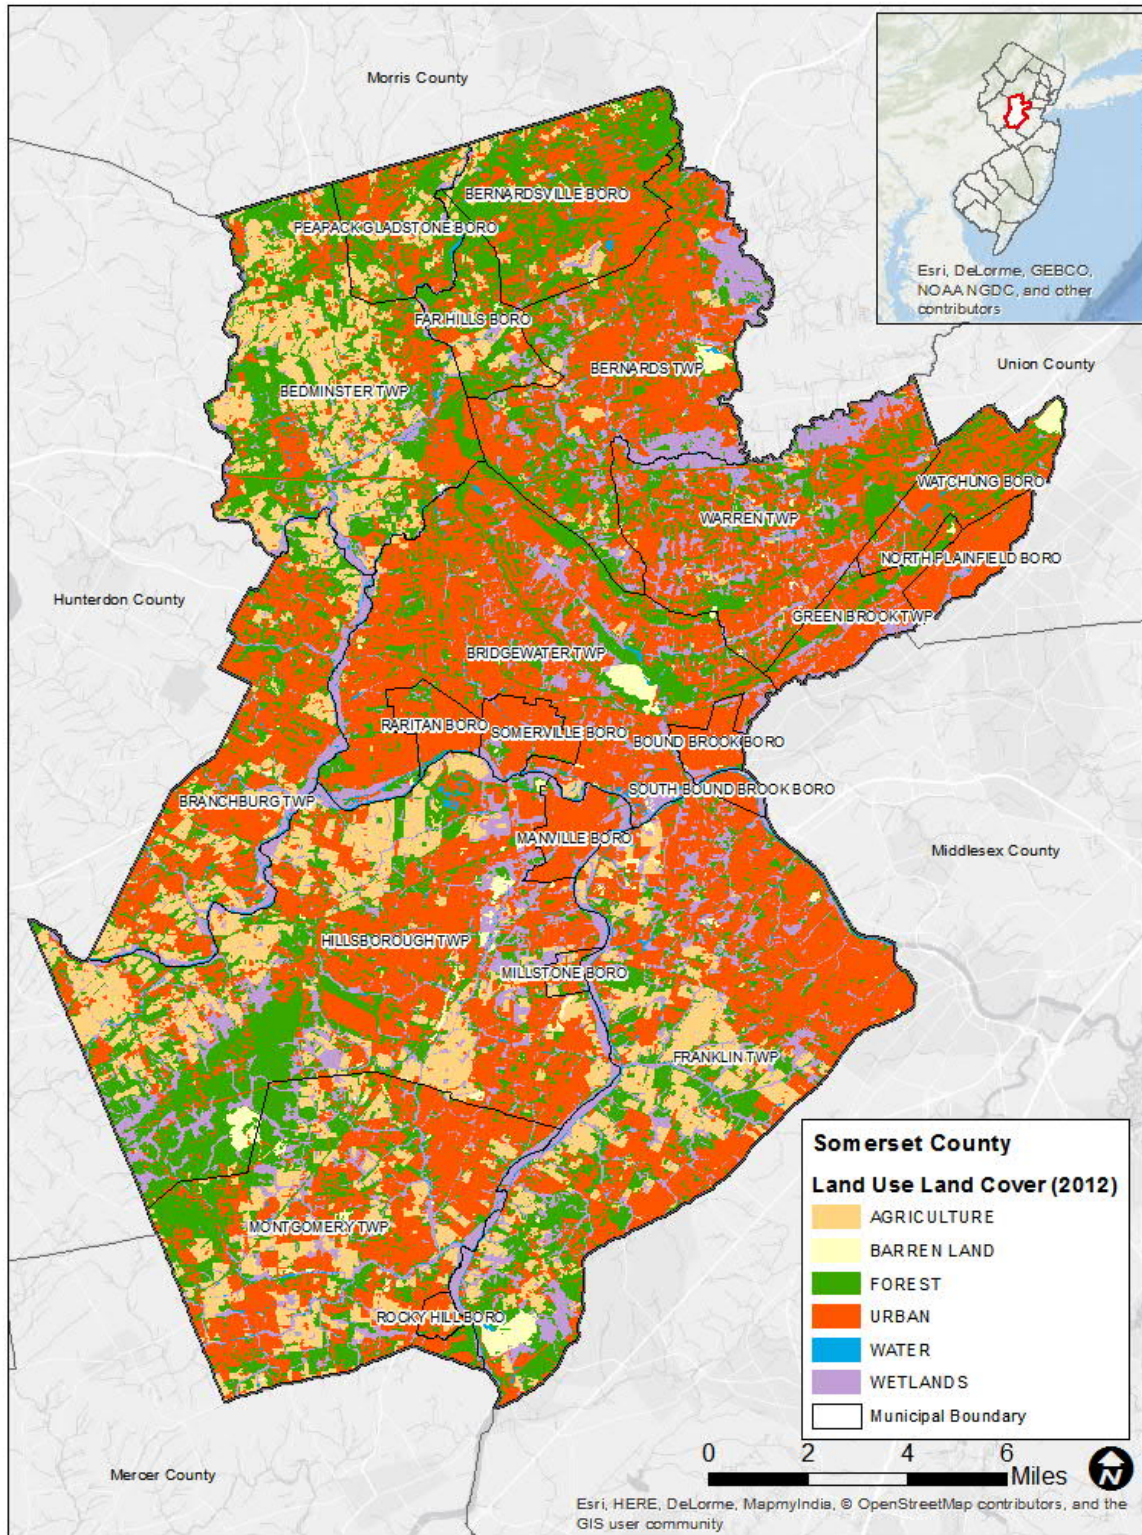 Morris County
BERNARDSVILLE BORO
PEAPACK GLADSTONE BORO
Esri, DeLorme, GEBCO,
NOAA NGDC, and other
contributors
FAR HILLS BORO
Union County
BERNARDS TWP
BEDMINSTER TWP
WATCHUNG BORO
WARREN TWP
NORTH PLAINFIELD BORO
Hunterdon County
GREEN BROOK TWP
BRIDGEWATER TWP
RARITAN BORO
SOMERVILLE BORO
BOUND BROOK BORO
SOUTH BOUND BROOK BORO
BRANCHBURG TWP
MANVILLE BORO
Middlesex County
HILLSBOROUGH TWP
MILLSTONE BORO
FRANKLIN TWP
MONTGOMERY TWP
ROCKY HILL BORO
Mercer County
Somerset County
Land Use Land Cover (2012)
AGRICULTURE
BARREN LAND
FOREST
URBAN
WATER
WETLANDS
Municipal Boundary
0 2 4 6
Miles
N
Esri, HERE, DeLorme, MapmyIndia, © OpenStreetMap contributors, and the
GIS user community